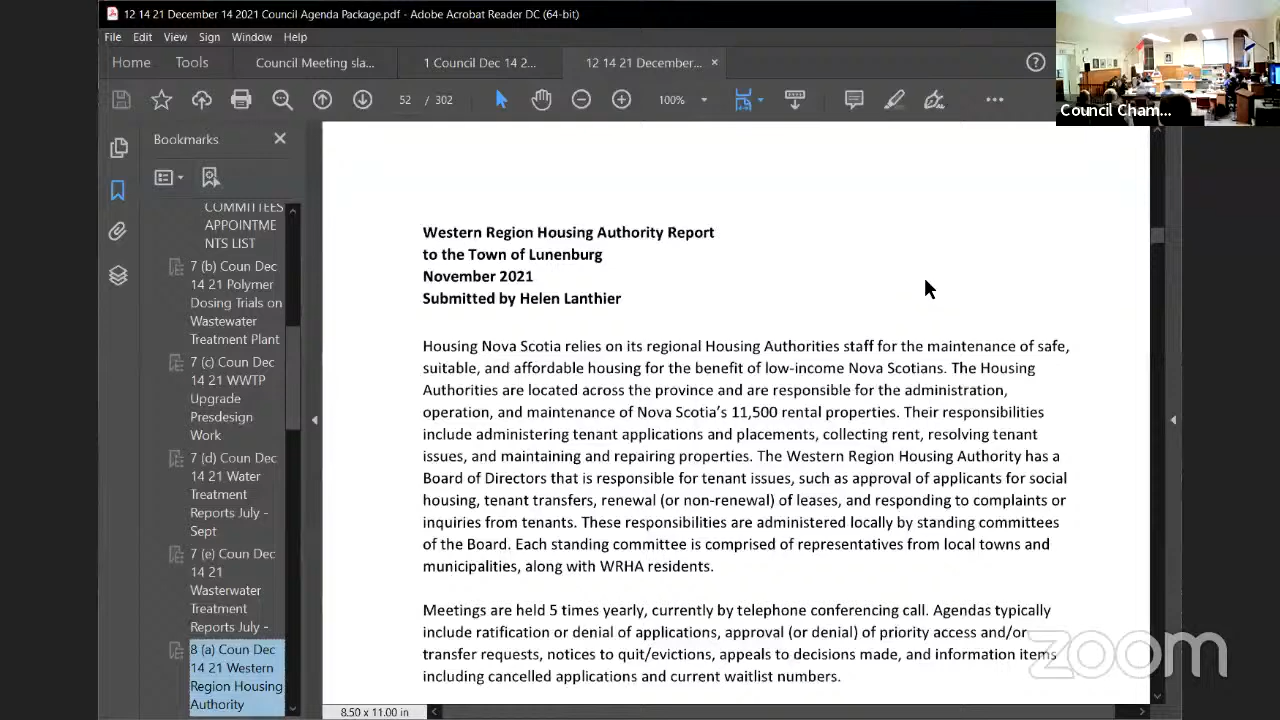 12 14 21 December 14 2021 Council Agenda Package.pdf - Adobe Acrobat Reader DC (64-bit)
File Edit View Sign Window Help
Home Tools Council Meeting sla... 1 Council Dec 14 2... 12 14 21 December... ×
52 / 302 100%
Council Cham...
Bookmarks
COMMITTEES
APPOINTME
NTS LIST
7 (b) Coun Dec
14 21 Polymer
Dosing Trials on
Wastewater
Treatment Plant
7 (c) Coun Dec
14 21 WWTP
Upgrade
Presdesign
Work
7 (d) Coun Dec
14 21 Water
Treatment
Reports July -
Sept
7 (e) Coun Dec
14 21
Wasterwater
Treatment
Reports July -
8 (a) Coun Dec
14 21 Western
Region Housing
Authority
Western Region Housing Authority Report
to the Town of Lunenburg
November 2021
Submitted by Helen Lanthier
Housing Nova Scotia relies on its regional Housing Authorities staff for the maintenance of safe,
suitable, and affordable housing for the benefit of low-income Nova Scotians. The Housing
Authorities are located across the province and are responsible for the administration,
operation, and maintenance of Nova Scotia's 11,500 rental properties. Their responsibilities
include administering tenant applications and placements, collecting rent, resolving tenant
issues, and maintaining and repairing properties. The Western Region Housing Authority has a
Board of Directors that is responsible for tenant issues, such as approval of applicants for social
housing, tenant transfers, renewal (or non-renewal) of leases, and responding to complaints or
inquiries from tenants. These responsibilities are administered locally by standing committees
of the Board. Each standing committee is comprised of representatives from local towns and
municipalities, along with WRHA residents.
Meetings are held 5 times yearly, currently by telephone conferencing call. Agendas typically
include ratification or denial of applications, approval (or denial) of priority access and/or
transfer requests, notices to quit/evictions, appeals to decisions made, and information items
including cancelled applications and current waitlist numbers.
zoom
8.50 x 11.00 in